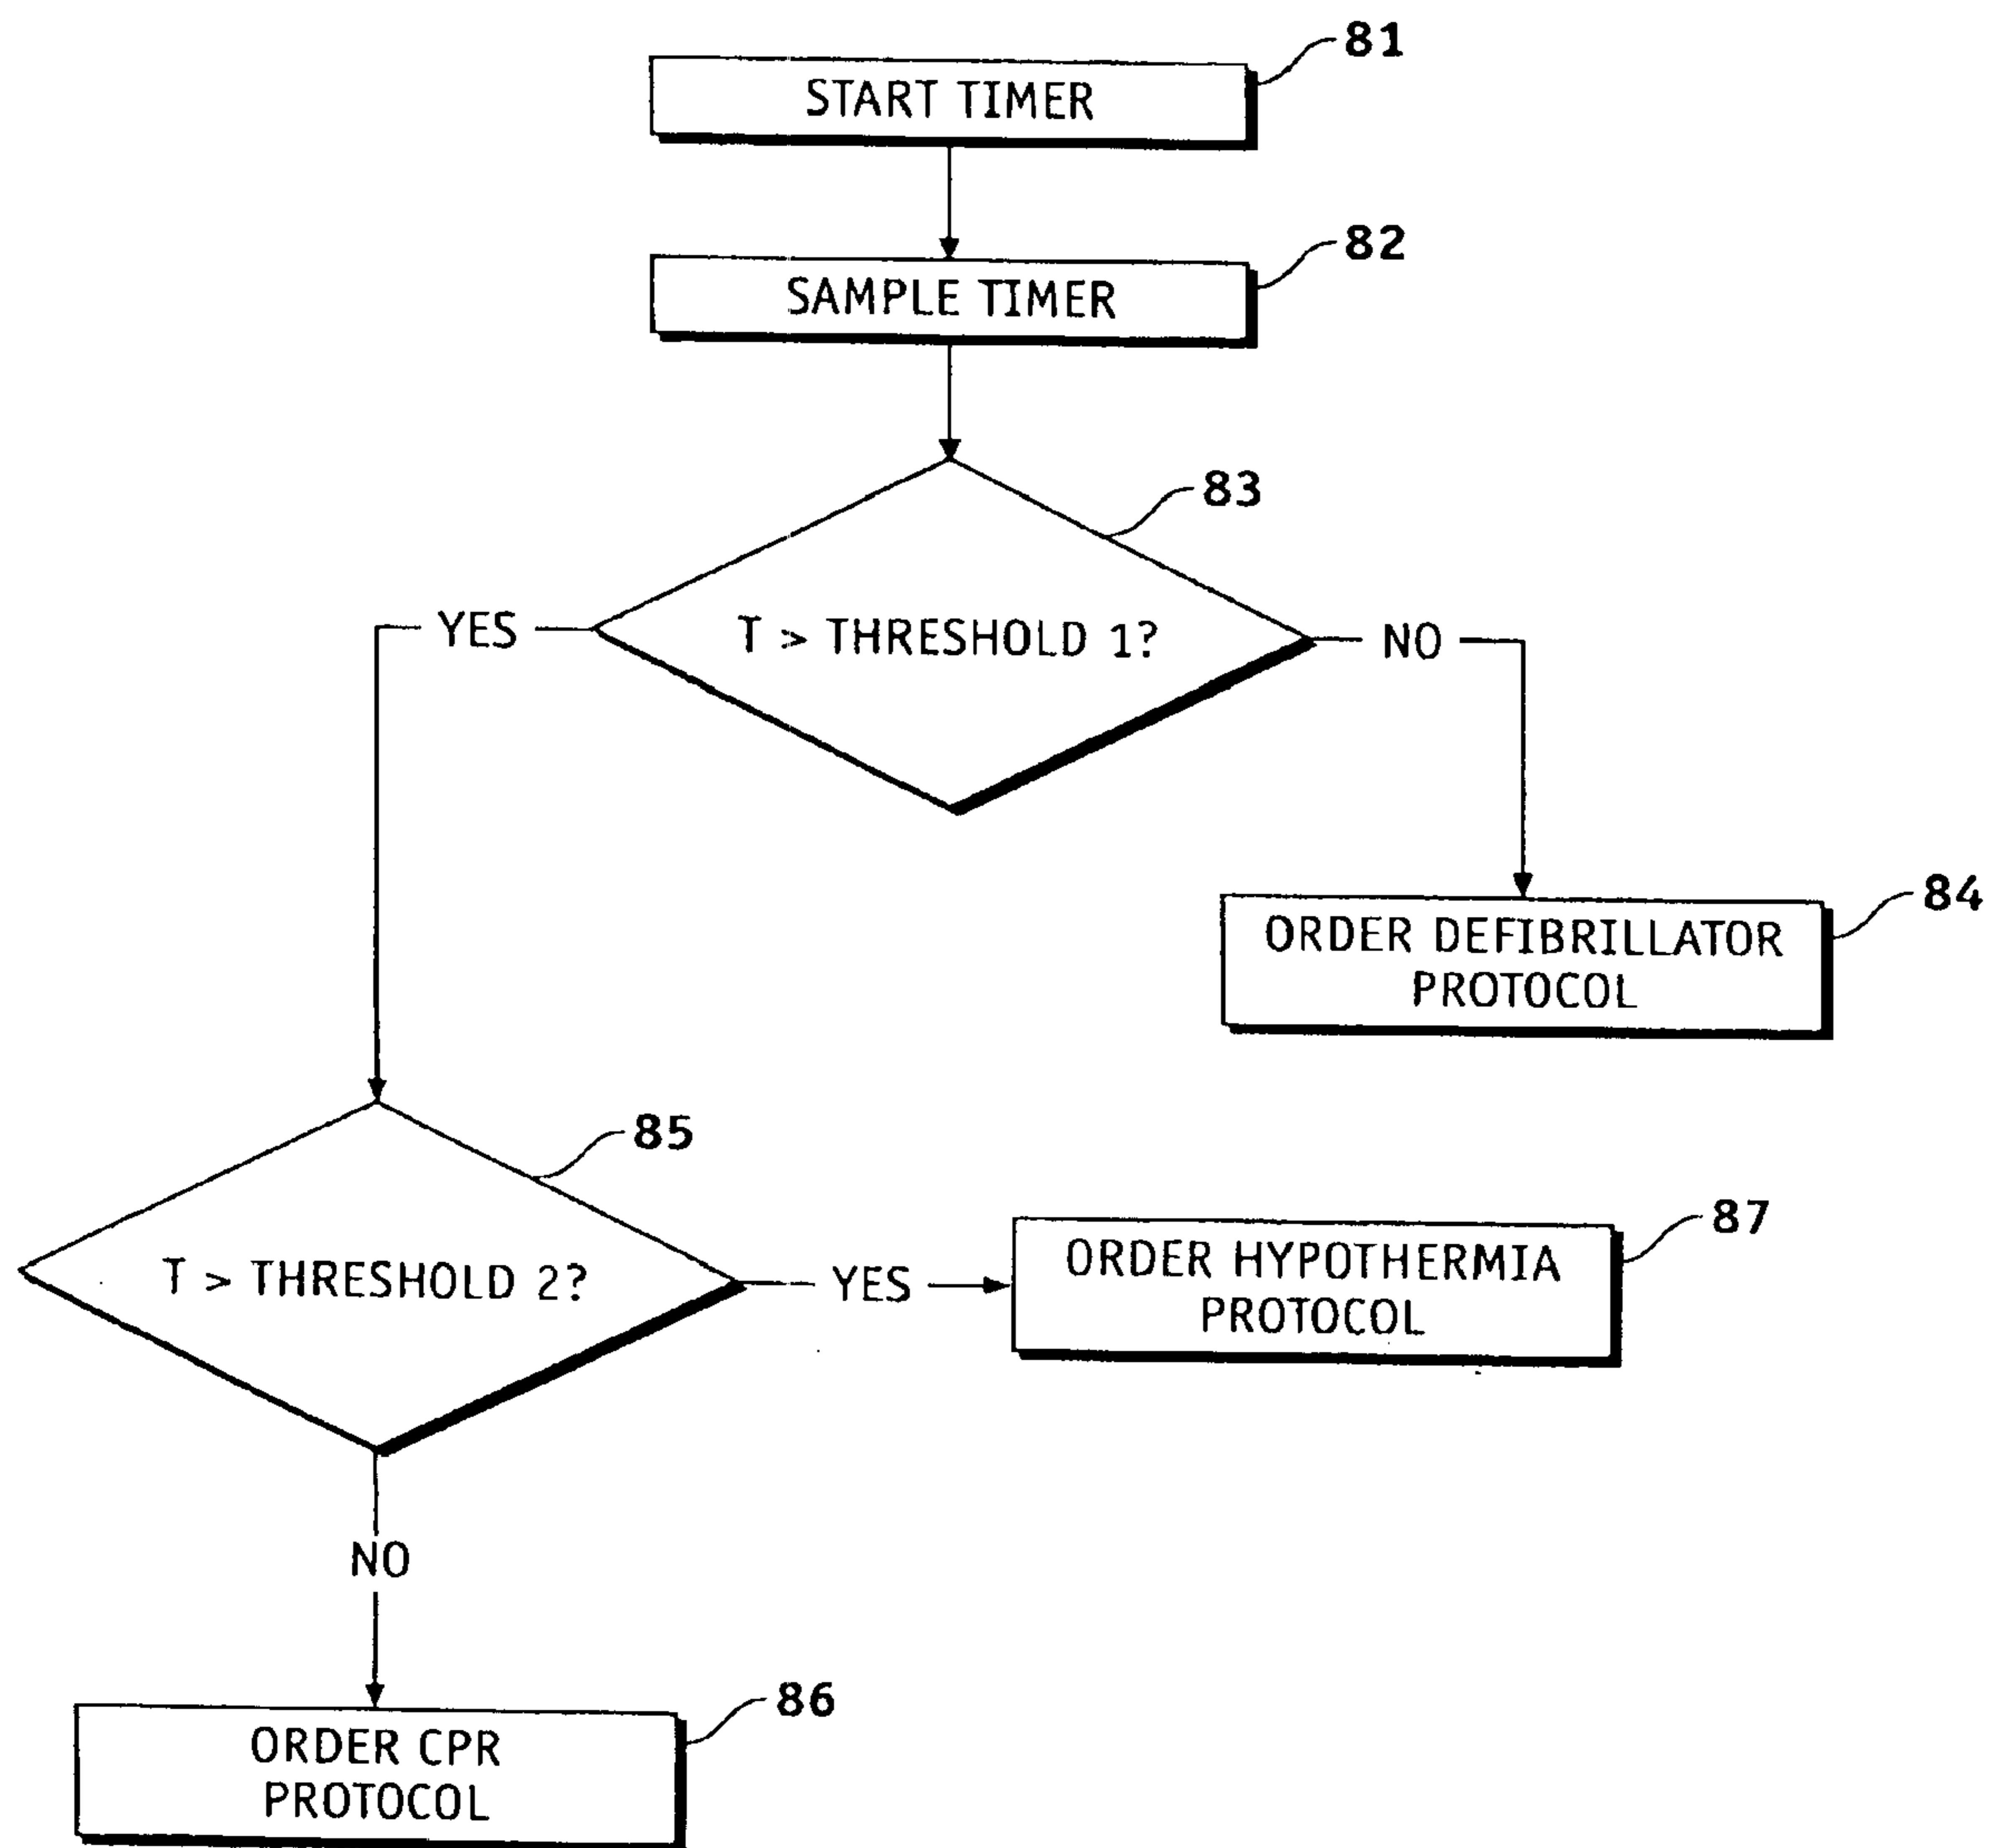 81
START TIMER
82
SAMPLE TIMER
83
T > THRESHOLD 1?
YES
NO
84
ORDER DEFIBRILLATOR
PROTOCOL
85
T > THRESHOLD 2?
YES
87
ORDER HYPOTHERMIA
PROTOCOL
NO
86
ORDER CPR
PROTOCOL